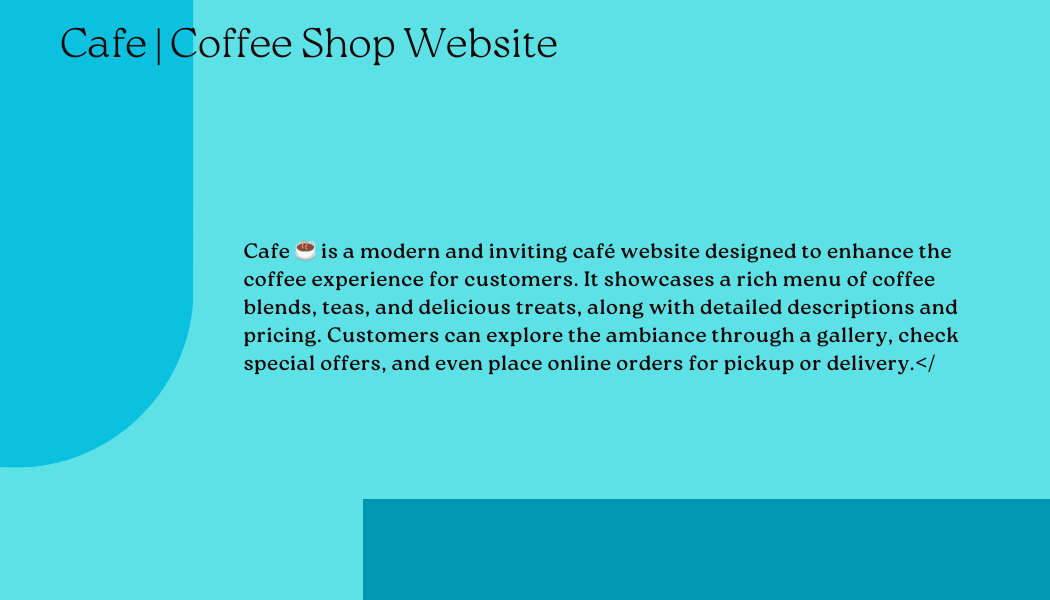 Cafe | Coffee Shop Website
Cafe ☕ is a modern and inviting café website designed to enhance the
coffee experience for customers. It showcases a rich menu of coffee
blends, teas, and delicious treats, along with detailed descriptions and
pricing. Customers can explore the ambiance through a gallery, check
special offers, and even place online orders for pickup or delivery.</